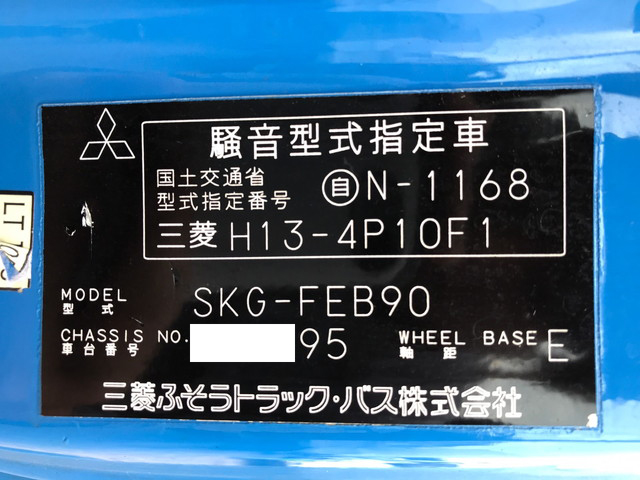 騒音型式指定車
国土交通省
型式指定番号 自N-1168
三菱 H13-4P10F1
MODEL
型式 SKG-FEB90
CHASSIS NO. 95 WHEEL BASE E
車台番号 軸距
三菱ふそうトラック・バス株式会社